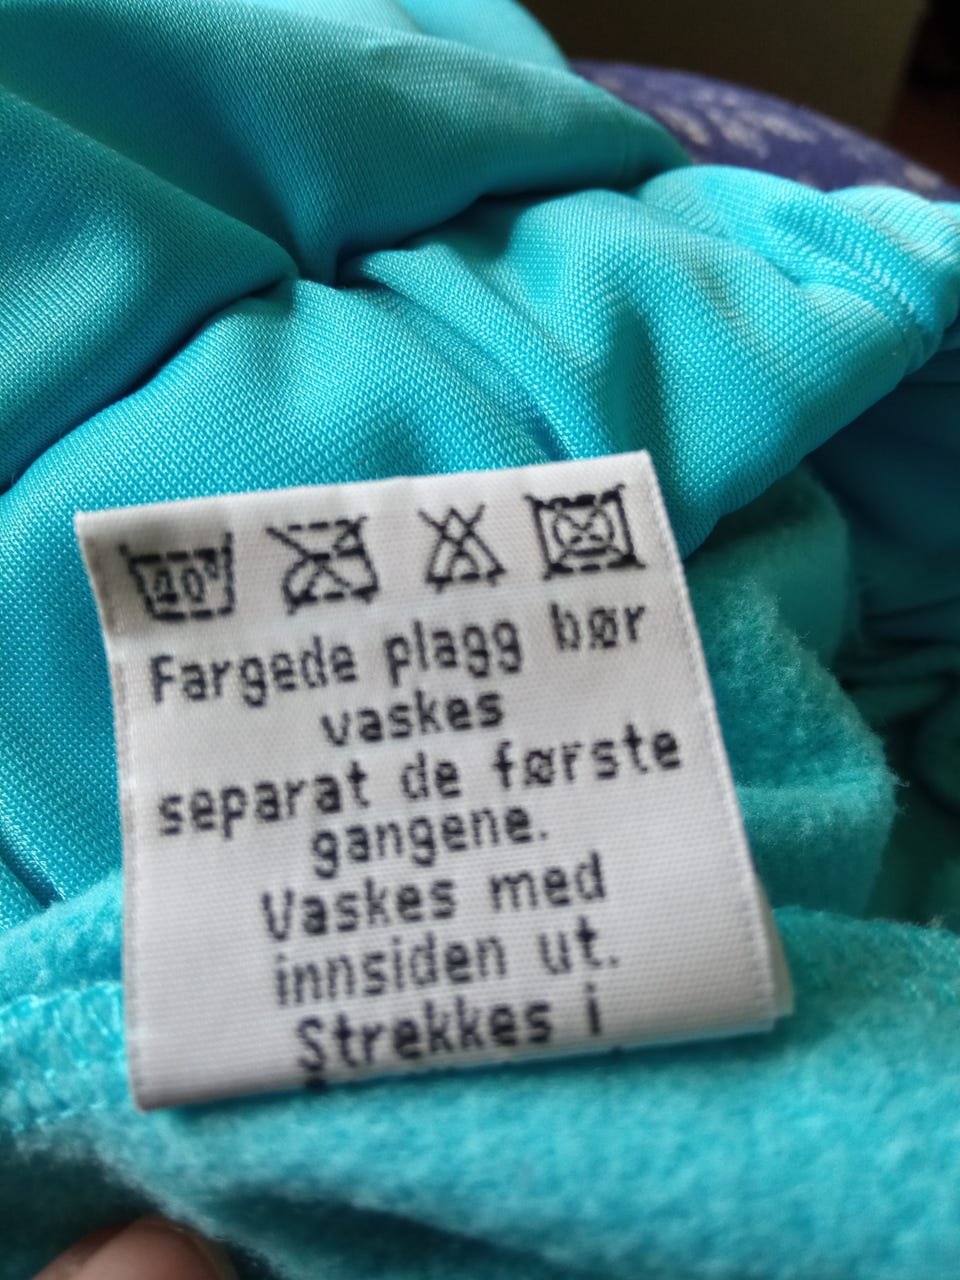 40°
Fargede plagg bør
vaskes
separat de første
gangene.
Vaskes med
innsiden ut.
Strekkes i